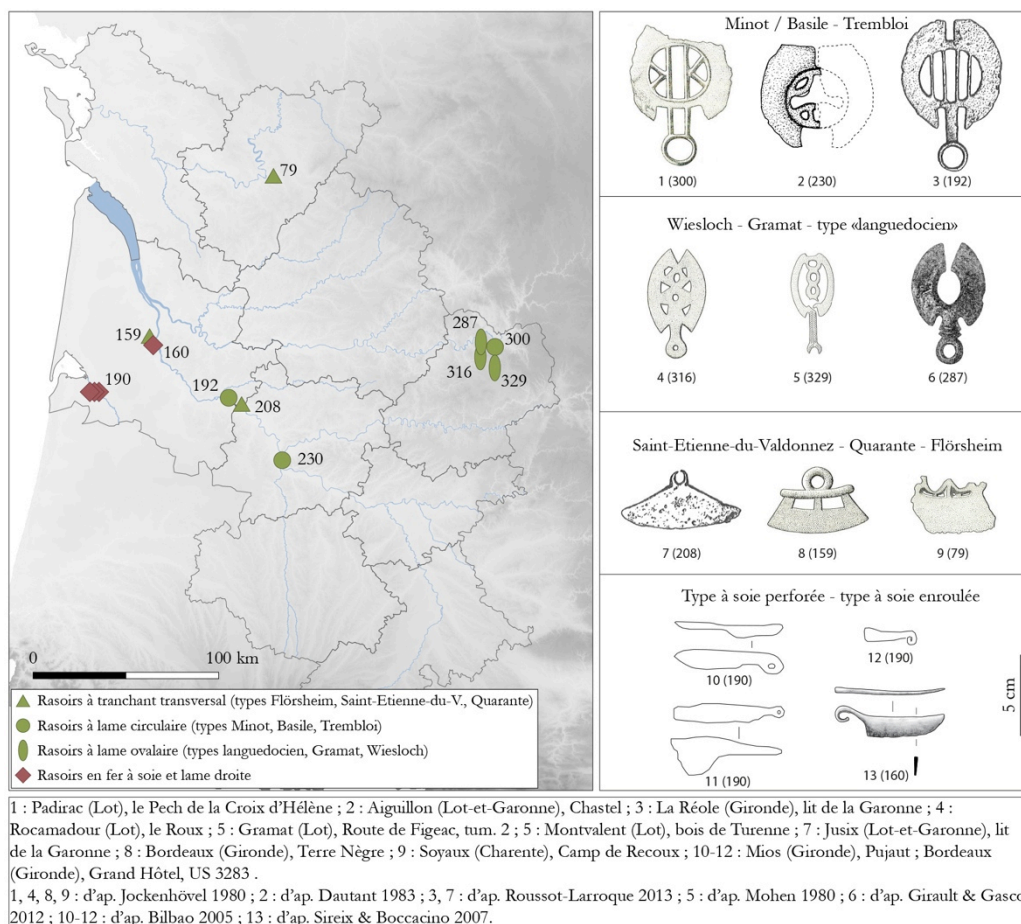 79
159
160
190
192
208
230
287
300
316
329
0 100 km
Rasoirs à tranchant transversal (types Flörsheim, Saint-Etienne-du-V., Quarante)
Rasoirs à lame circulaire (types Minot, Basile, Trembloi)
Rasoirs à lame ovalaire (types languedocien, Gramat, Wiesloch)
Rasoirs en fer à soie et lame droite
Minot / Basile - Trembloi
1 (300) 2 (230) 3 (192)
Wiesloch - Gramat - type «languedocien»
4 (316) 5 (329) 6 (287)
Saint-Etienne-du-Valdonnez - Quarante - Flörsheim
7 (208) 8 (159) 9 (79)
Type à soie perforée - type à soie enroulée
10 (190)
12 (190)
11 (190)
13 (160)
5 cm
1 : Padirac (Lot), le Pech de la Croix d’Hélène ; 2 : Aiguillon (Lot-et-Garonne), Chastel ; 3 : La Réole (Gironde), lit de la Garonne ; 4 :
Rocamadour (Lot), le Roux ; 5 : Gramat (Lot), Route de Figeac, tum. 2 ; 5 : Montvalent (Lot), bois de Turenne ; 7 : Jusix (Lot-et-Garonne), lit
de la Garonne ; 8 : Bordeaux (Gironde), Terre Nègre ; 9 : Soyaux (Charente), Camp de Recoux ; 10-12 : Mios (Gironde), Pujaut ; Bordeaux
(Gironde), Grand Hôtel, US 3283 .
1, 4, 8, 9 : d’ap. Jockenhövel 1980 ; 2 : d’ap. Dautant 1983 ; 3, 7 : d’ap. Roussot-Larroque 2013 ; 5 : d’ap. Mohen 1980 ; 6 : d’ap. Girault & Gasco
2012 ; 10-12 : d’ap. Bilbao 2005 ; 13 : d’ap. Sireix & Boccacino 2007.